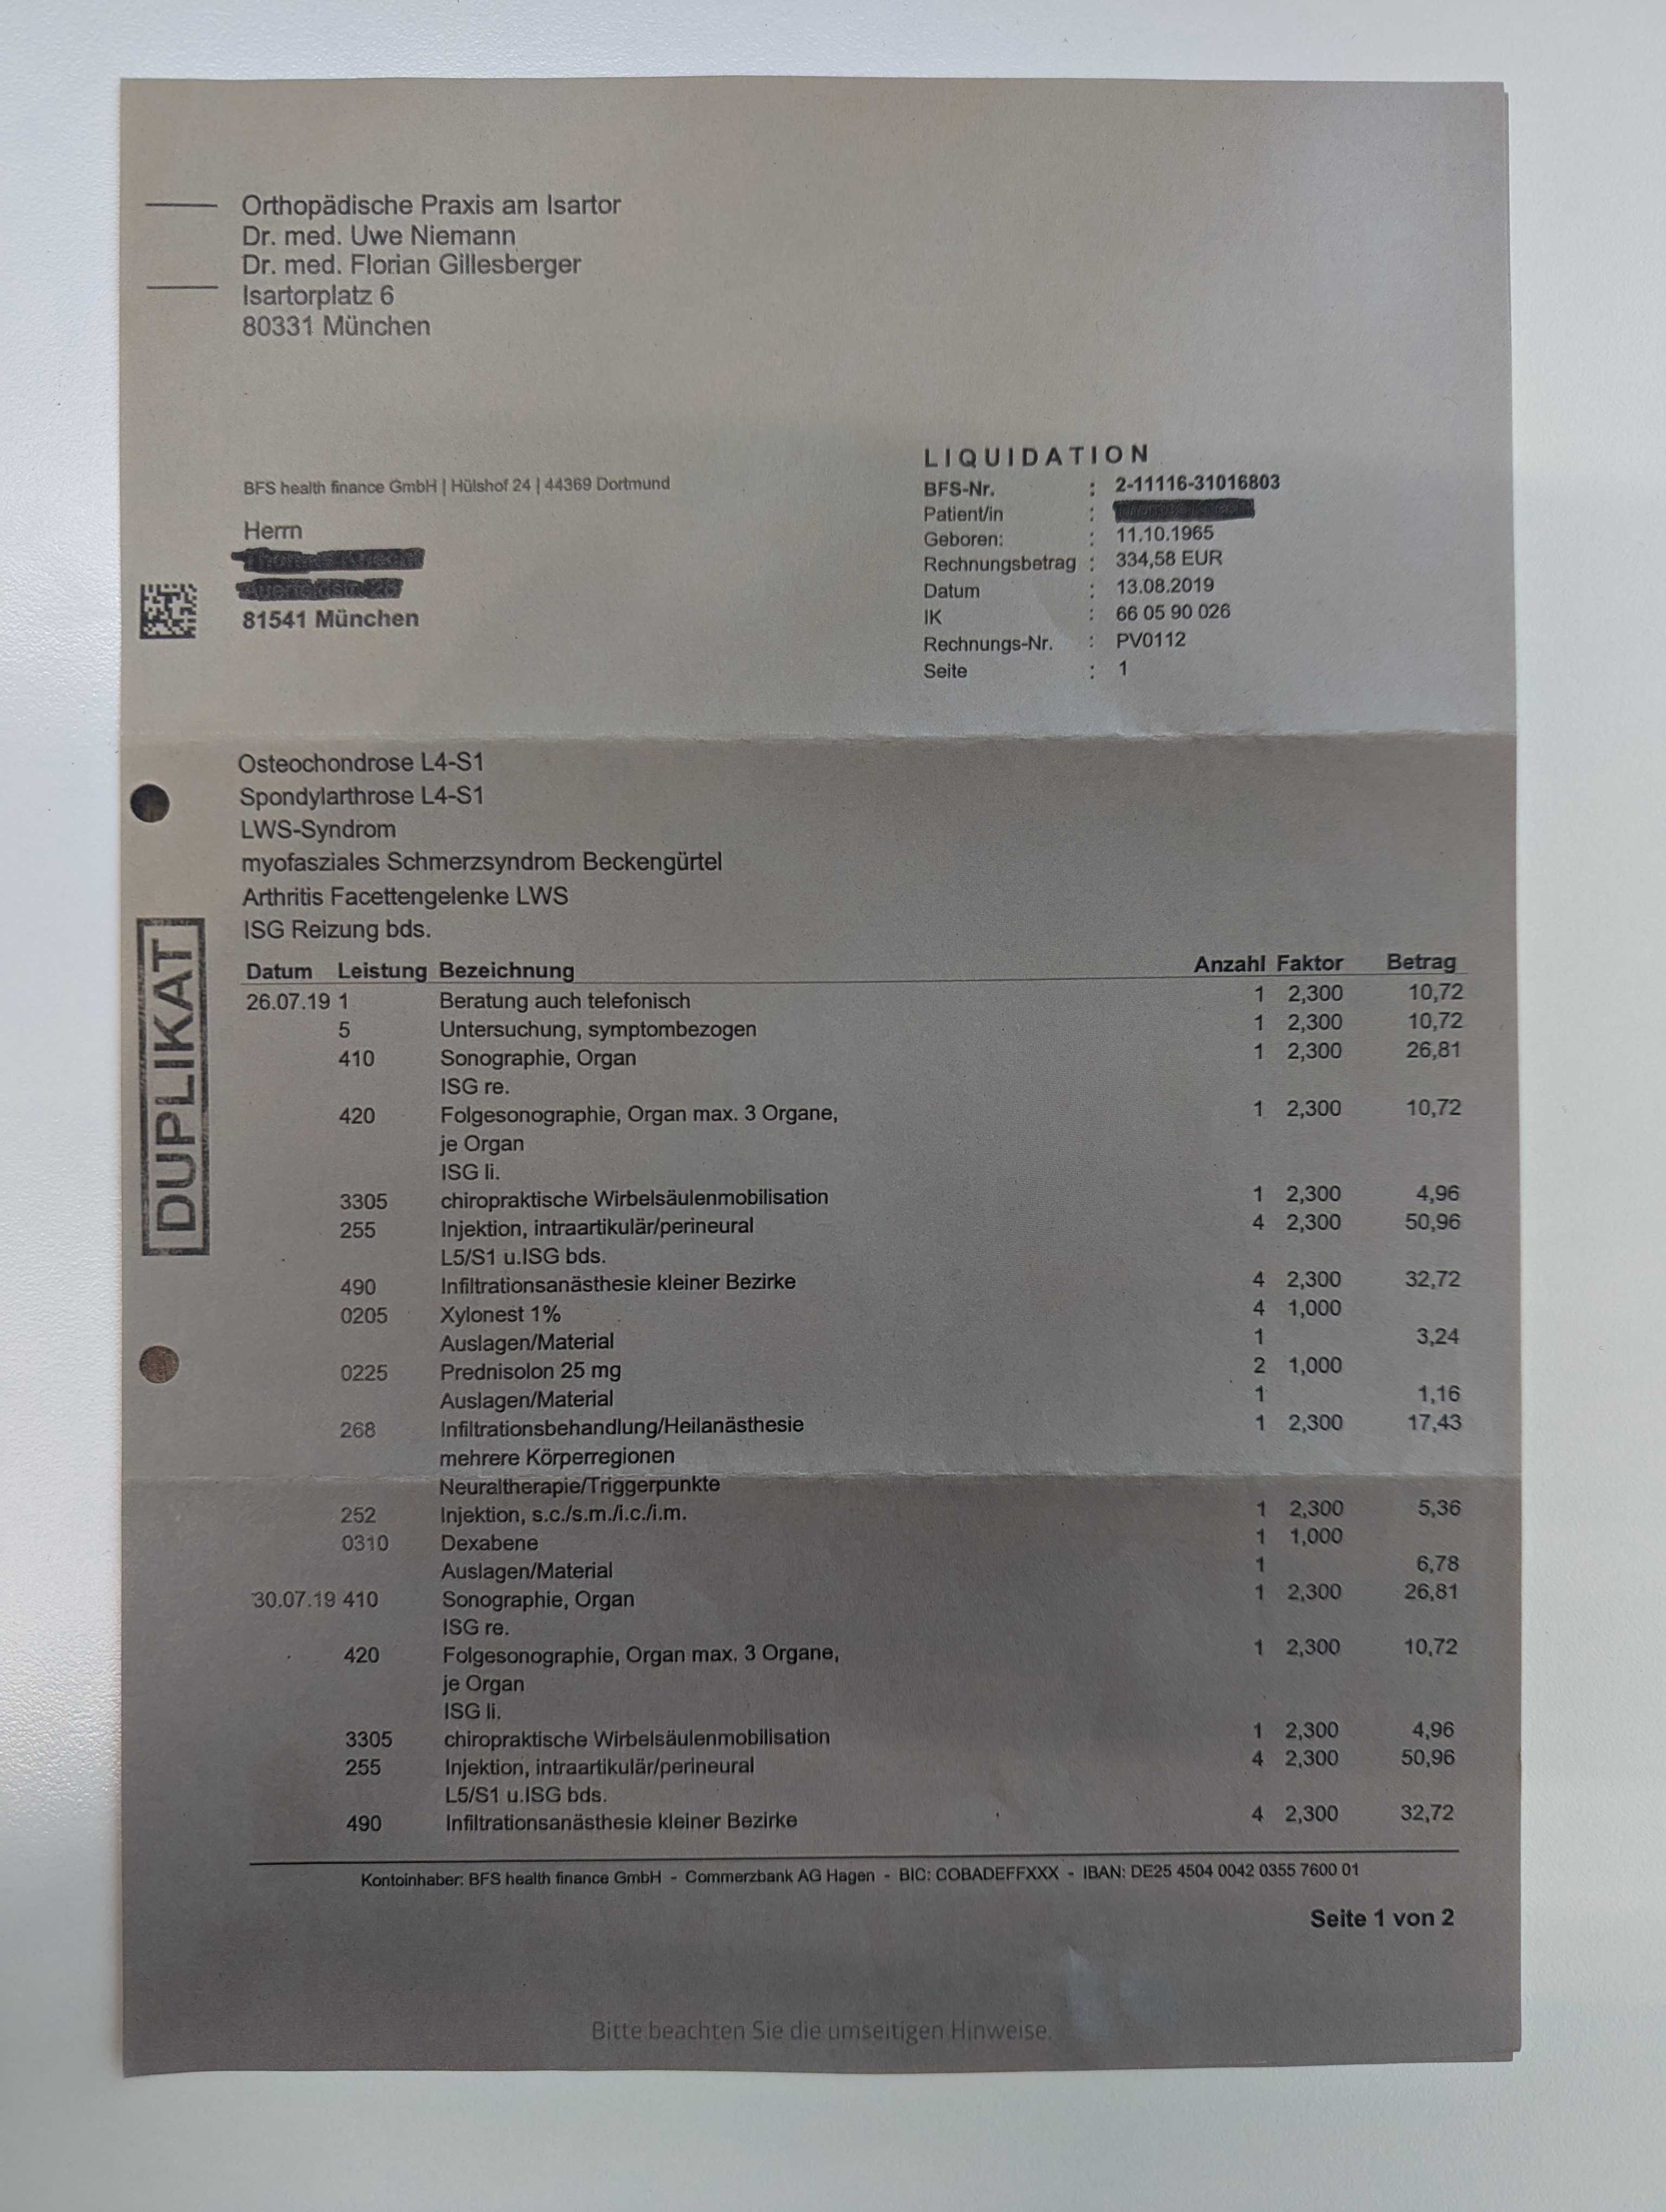 Orthopädische Praxis am Isartor
Dr. med. Uwe Niemann
Dr. med. Florian Gillesberger
Isartorplatz 6
80331 München
BFS health finance GmbH | Hülshof 24 | 44369 Dortmund
Herrn
81541 München
LIQUIDATION
BFS-Nr. : 2-11116-31016803
Patient/in :
Geboren: : 11.10.1965
Rechnungsbetrag : 334,58 EUR
Datum : 13.08.2019
IK : 66 05 90 026
Rechnungs-Nr. : PV0112
Seite : 1
Osteochondrose L4-S1
Spondylarthrose L4-S1
LWS-Syndrom
myofasziales Schmerzsyndrom Beckengürtel
Arthritis Facettengelenke LWS
ISG Reizung bds.
DUPLIKAT
Datum Leistung Bezeichnung Anzahl Faktor Betrag
26.07.19 1 Beratung auch telefonisch 1 2,300 10,72
5 Untersuchung, symptombezogen 1 2,300 10,72
410 Sonographie, Organ 1 2,300 26,81
ISG re.
420 Folgesonographie, Organ max. 3 Organe, 1 2,300 10,72
je Organ
ISG li.
3305 chiropraktische Wirbelsäulenmobilisation 1 2,300 4,96
255 Injektion, intraartikulär/perineural 4 2,300 50,96
L5/S1 u.ISG bds.
490 Infiltrationsanästhesie kleiner Bezirke 4 2,300 32,72
0205 Xylonest 1% 4 1,000
Auslagen/Material 1 3,24
0225 Prednisolon 25 mg 2 1,000
Auslagen/Material 1 1,16
268 Infiltrationsbehandlung/Heilanästhesie 1 2,300 17,43
mehrere Körperregionen
Neuraltherapie/Triggerpunkte
252 Injektion, s.c./s.m./i.c./i.m. 1 2,300 5,36
0310 Dexabene 1 1,000
Auslagen/Material 1 6,78
30.07.19 410 Sonographie, Organ 1 2,300 26,81
ISG re.
420 Folgesonographie, Organ max. 3 Organe, 1 2,300 10,72
je Organ
ISG li.
3305 chiropraktische Wirbelsäulenmobilisation 1 2,300 4,96
255 Injektion, intraartikulär/perineural 4 2,300 50,96
L5/S1 u.ISG bds.
490 Infiltrationsanästhesie kleiner Bezirke 4 2,300 32,72
Kontoinhaber: BFS health finance GmbH - Commerzbank AG Hagen - BIC: COBADEFFXXX - IBAN: DE25 4504 0042 0355 7600 01
Seite 1 von 2
Bitte beachten Sie die umseitigen Hinweise.